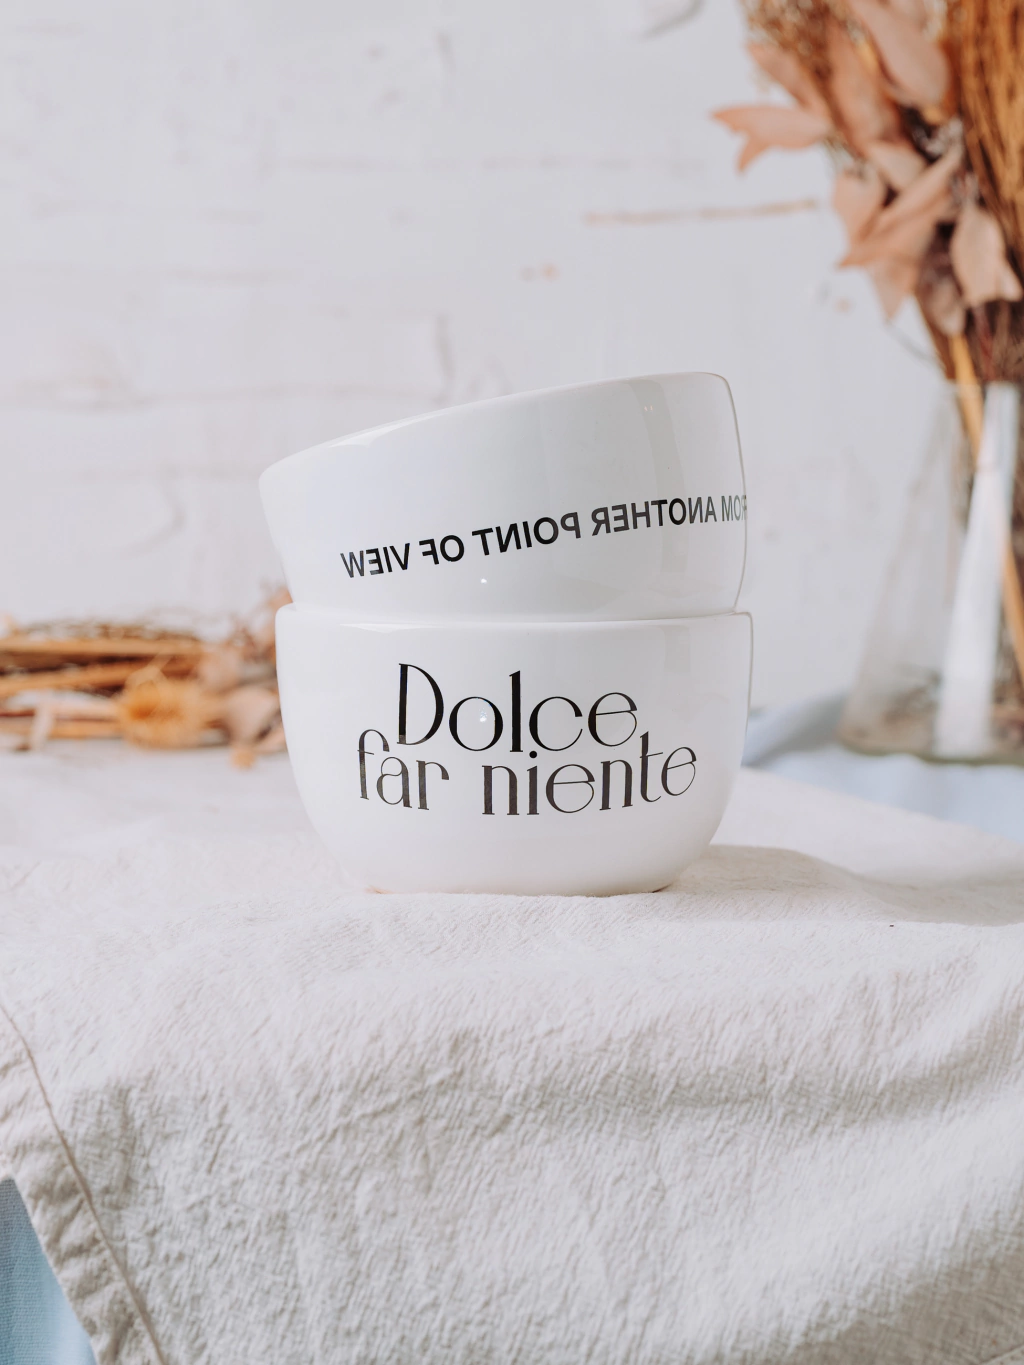 ANOTHER POINT OF VIEW
Dolce
far niente